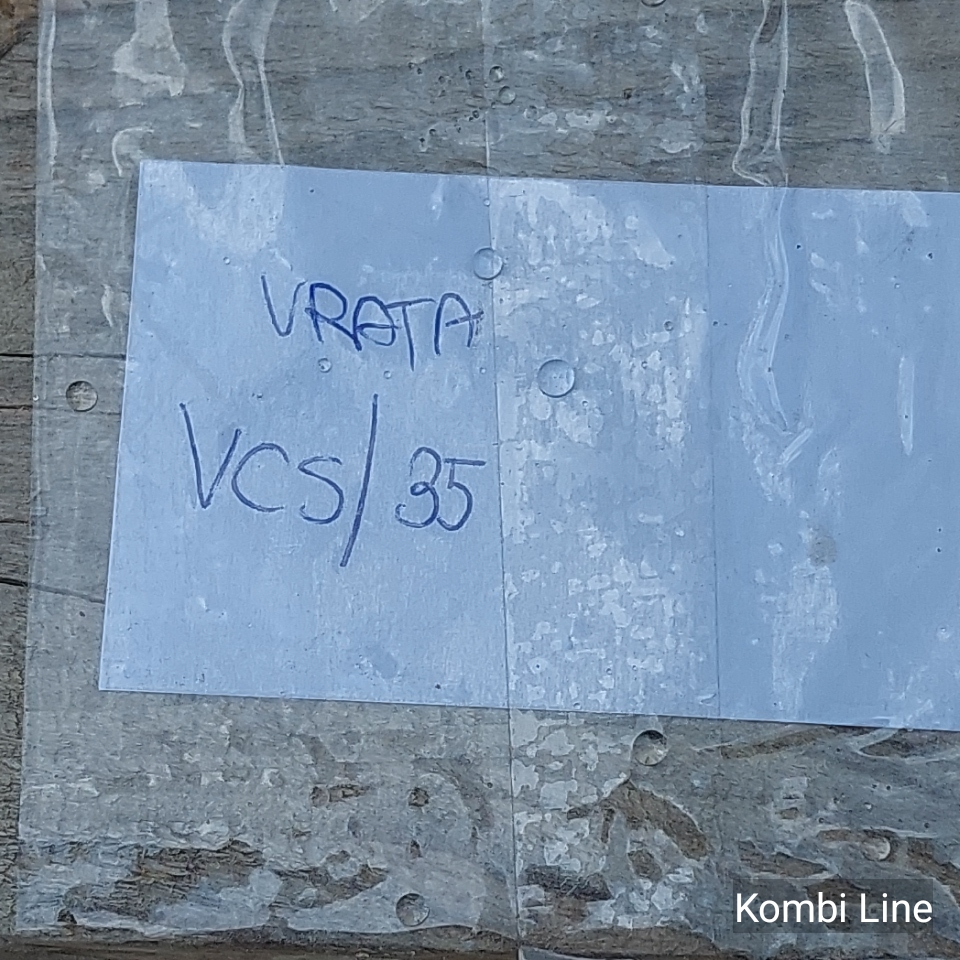 VRATA
VCS/35
Kombi Line